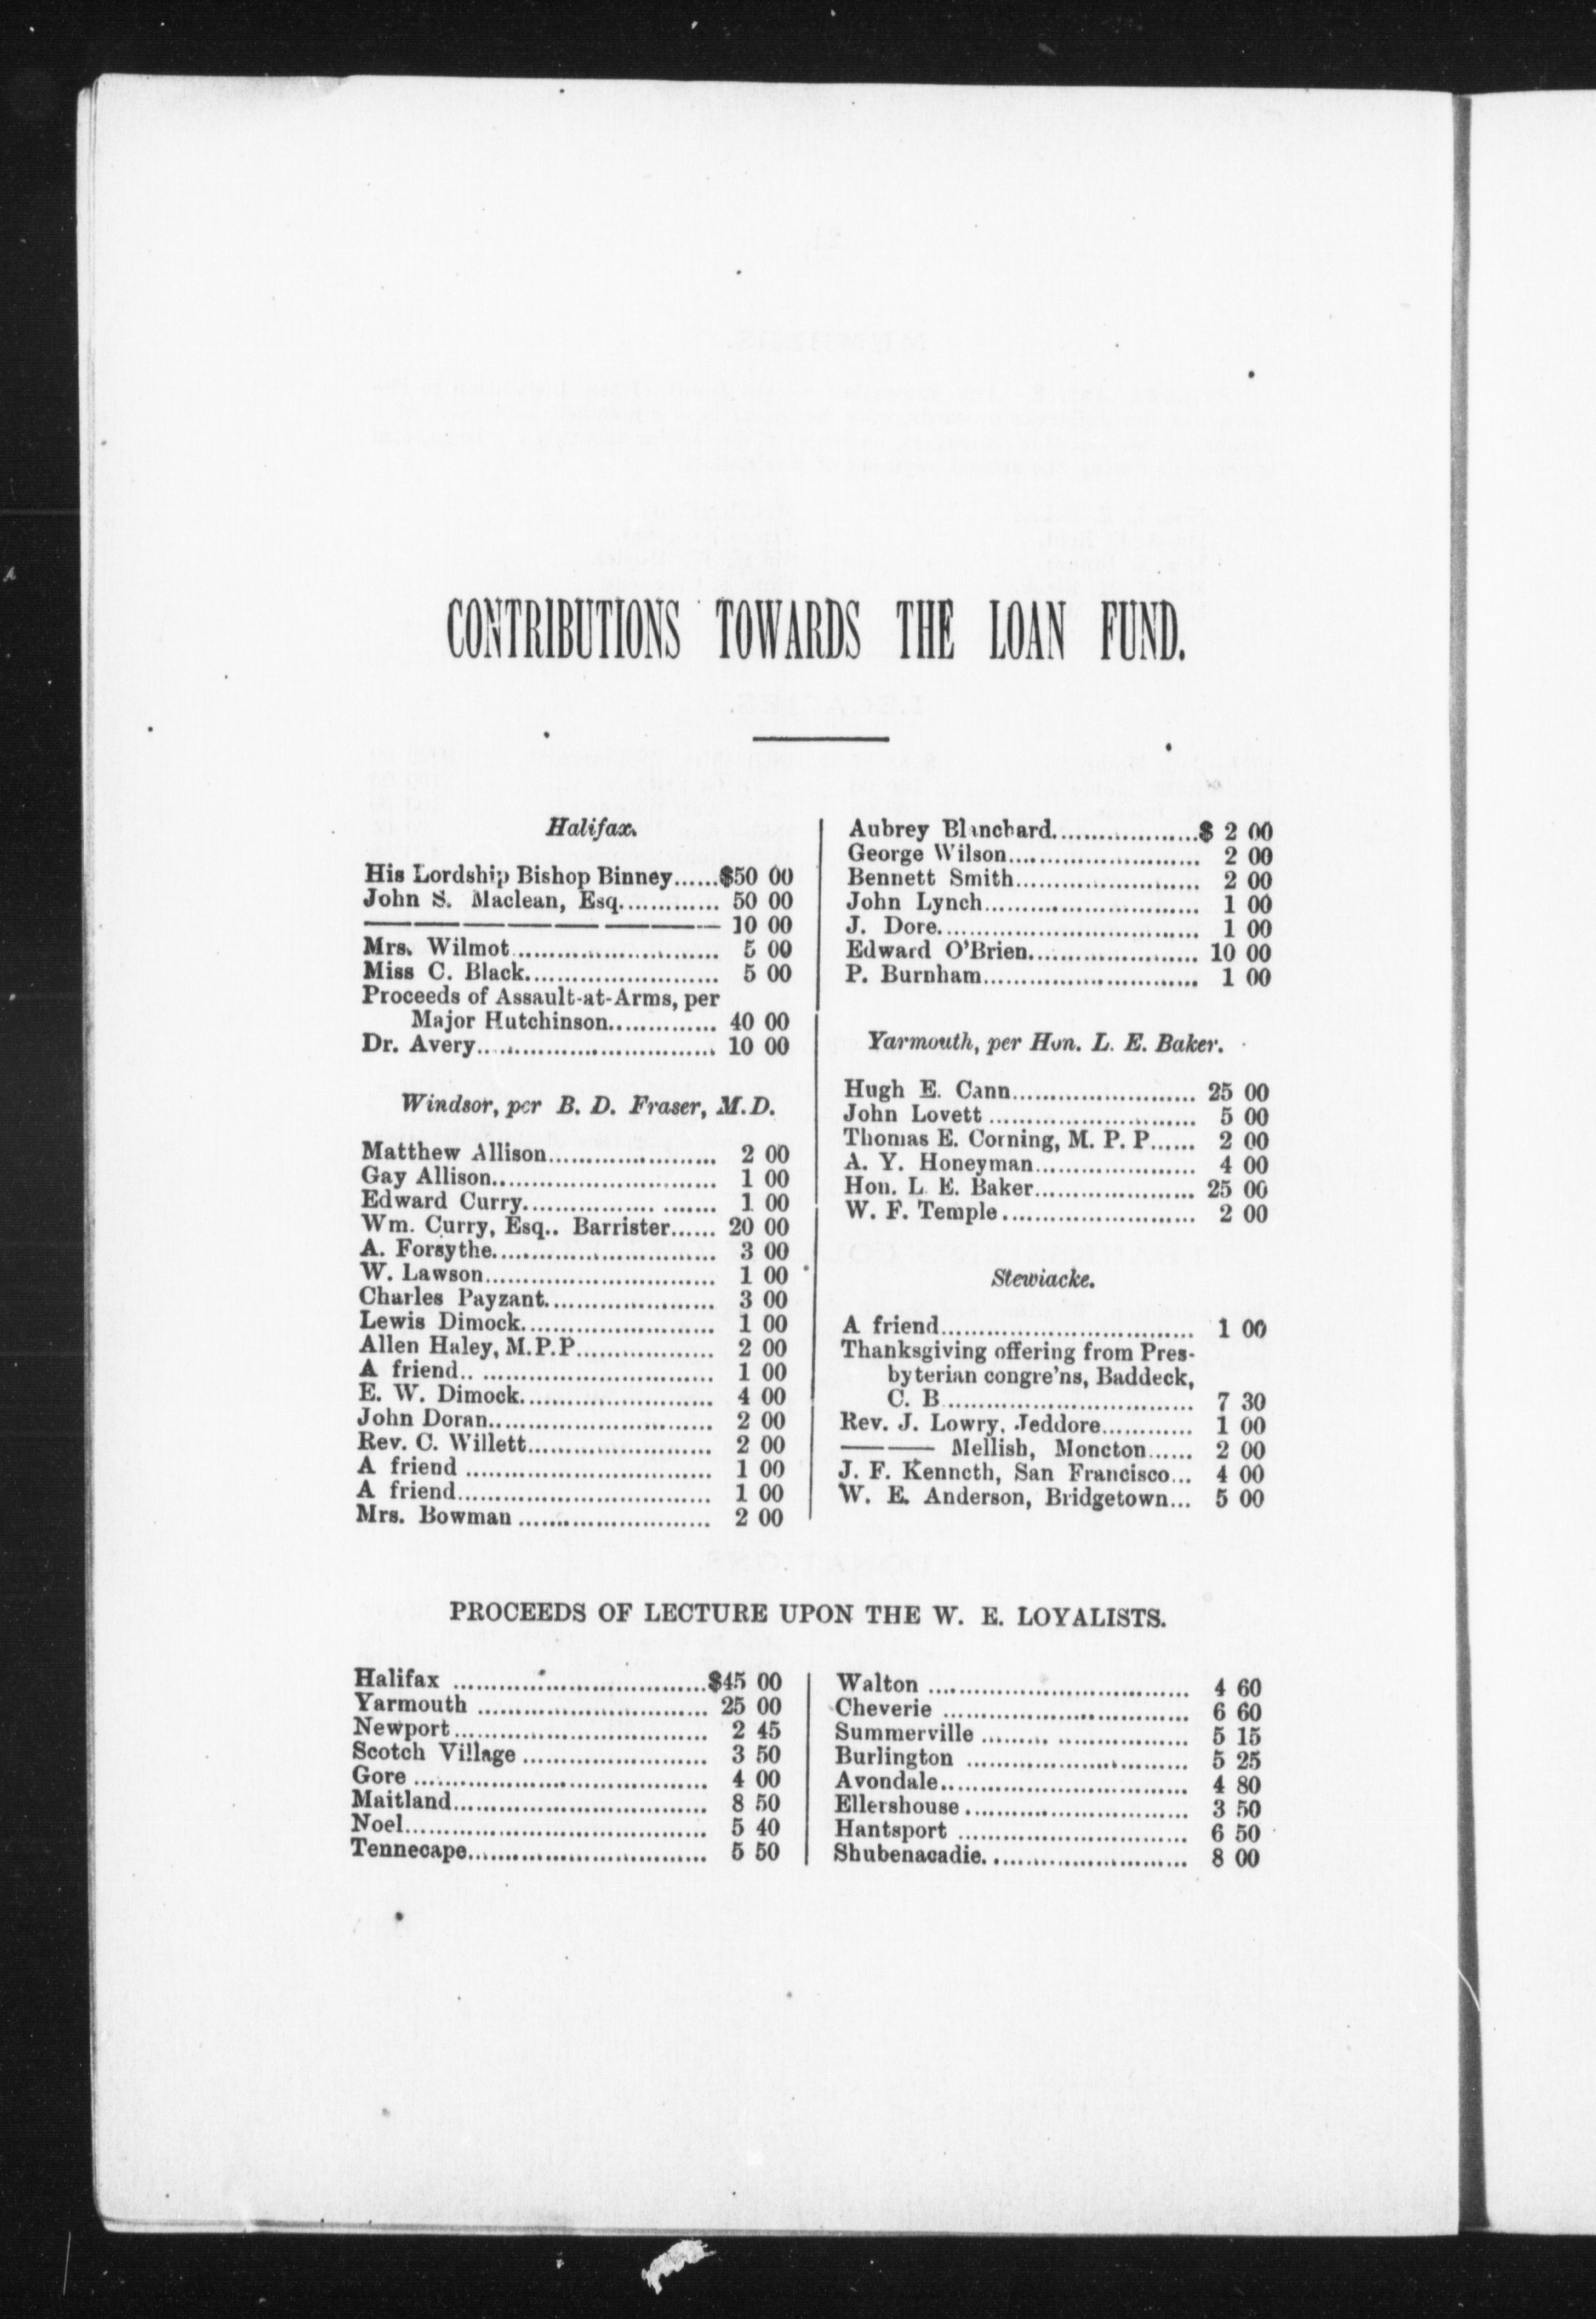 CONTRIBUTIONS TOWARDS THE LOAN FUND.
Halifax.
His Lordship Bishop Binney......$50 00
John S. Maclean, Esq............. 50 00
— — — — — — — — — 10 00
Mrs. Wilmot........................... 5 00
Miss C. Black.......................... 5 00
Proceeds of Assault-at-Arms, per
Major Hutchinson.............. 40 00
Dr. Avery................................ 10 00
Windsor, per B. D. Fraser, M.D.
Matthew Allison...................... 2 00
Gay Allison............................. 1 00
Edward Curry......................... 1 00
Wm. Curry, Esq.. Barrister...... 20 00
A. Forsythe............................. 3 00
W. Lawson.............................. 1 00
Charles Payzant...................... 3 00
Lewis Dimock......................... 1 00
Allen Haley, M.P.P.................. 2 00
A friend................................. 1 00
E. W. Dimock......................... 4 00
John Doran............................. 2 00
Rev. C. Willett........................ 2 00
A friend ................................ 1 00
A friend................................. 1 00
Mrs. Bowman ......................... 2 00
Aubrey Blanchard...................$ 2 00
George Wilson......................... 2 00
Bennett Smith........................ 2 00
John Lynch............................ 1 00
J. Dore.................................. 1 00
Edward O'Brien...................... 10 00
P. Burnham............................ 1 00
Yarmouth, per Hon. L. E. Baker.
Hugh E. Cann........................ 25 00
John Lovett ........................... 5 00
Thomas E. Corning, M. P. P...... 2 00
A. Y. Honeyman..................... 4 00
Hon. L. E. Baker..................... 25 00
W. F. Temple......................... 2 00
Stewiacke.
A friend................................. 1 00
Thanksgiving offering from Pres-
byterian congre'ns, Baddeck,
C. B................................. 7 30
Rev. J. Lowry, Jeddore............ 1 00
—— —— Mellish, Moncton...... 2 00
J. F. Kenneth, San Francisco... 4 00
W. E. Anderson, Bridgetown... 5 00
PROCEEDS OF LECTURE UPON THE W. E. LOYALISTS.
Halifax .................................$45 00
Yarmouth .............................. 25 00
Newport................................. 2 45
Scotch Village ........................ 3 50
Gore ...................................... 4 00
Maitland................................. 8 50
Noel....................................... 5 40
Tennecape............................... 5 50
Walton .................................. 4 60
Cheverie ................................ 6 60
Summerville .......................... 5 15
Burlington ............................. 5 25
Avondale................................ 4 80
Ellershouse............................. 3 50
Hantsport .............................. 6 50
Shubenacadie.......................... 8 00